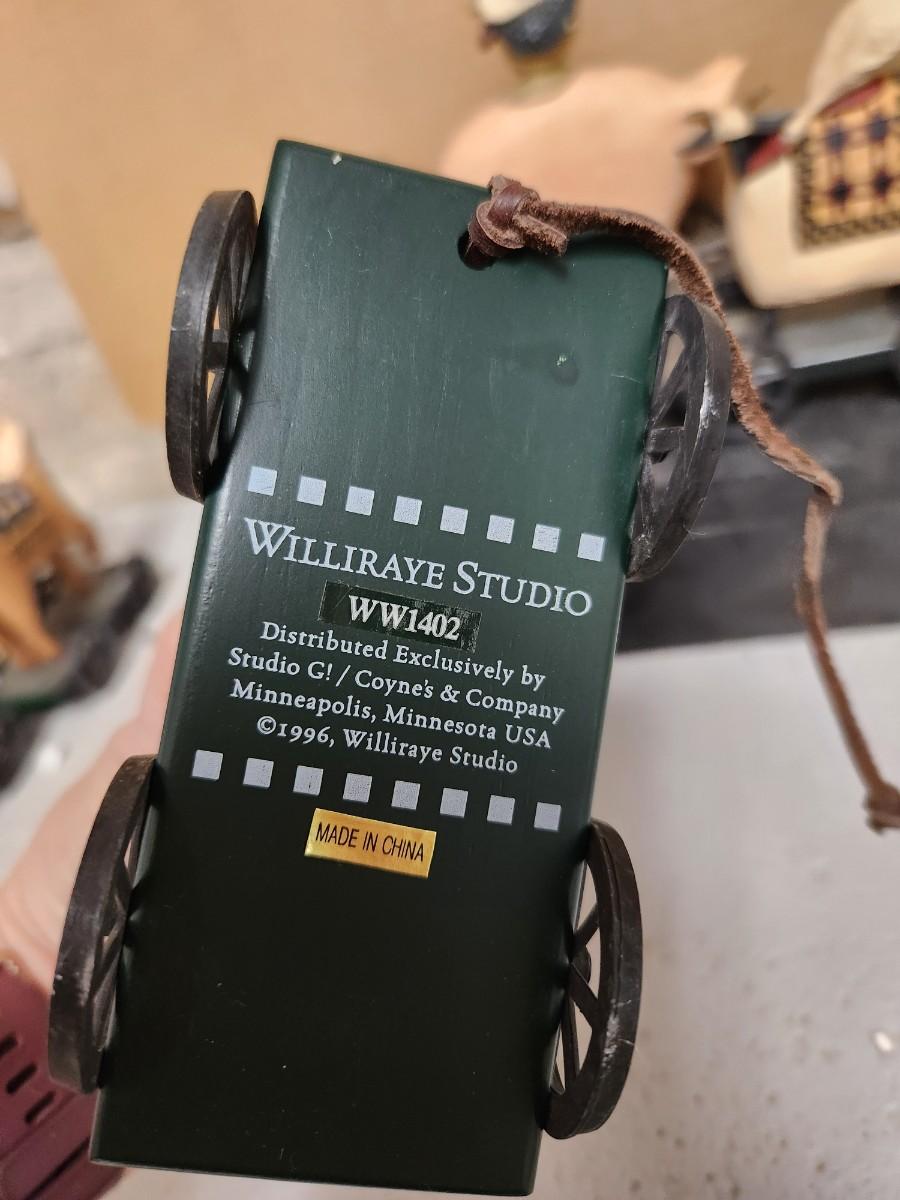 WILLIRAYE STUDIO
WW1402
Distributed Exclusively by
Studio G! / Coyne's & Company
Minneapolis, Minnesota USA
©1996, Williraye Studio
MADE IN CHINA